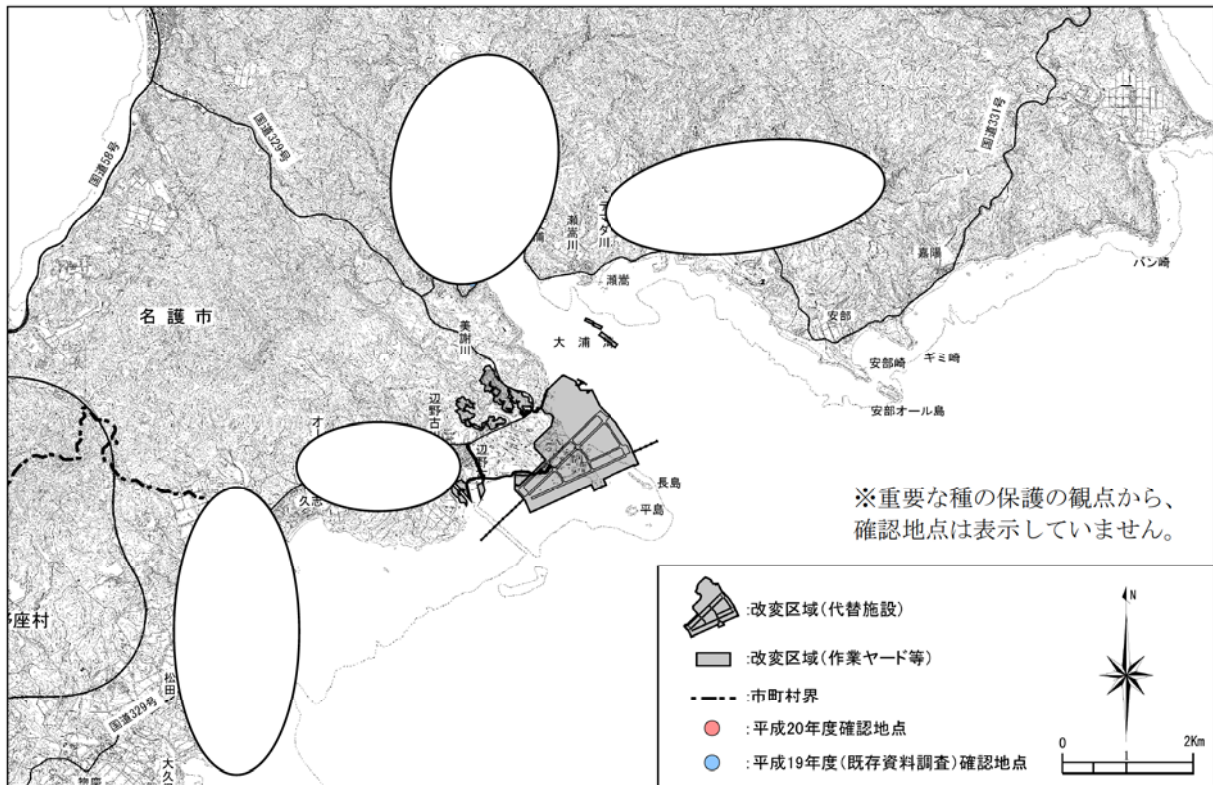 国道58号
国道329号
国道331号
瀬嵩川
嘉陽
バン崎
瀬嵩
名護市
美謝川
大浦湾
安部
安部崎
ギミ崎
安部オール島
辺野古
辺野
久志
長島
平島
※重要な種の保護の観点から、
確認地点は表示していません。
座村
松田
国道329号
大久
:改変区域(代替施設)
:改変区域(作業ヤード等)
:市町村界
:平成20年度確認地点
:平成19年度(既存資料調査)確認地点
N
0 1 2Km